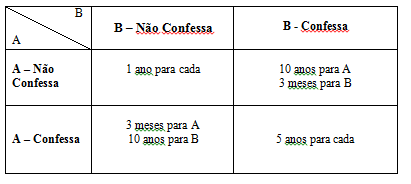 B
A
B – Não Confessa
B - Confessa
A – Não
Confessa
1 ano para cada
10 anos para A
3 meses para B
A – Confessa
3 meses para A
10 anos para B
5 anos para cada